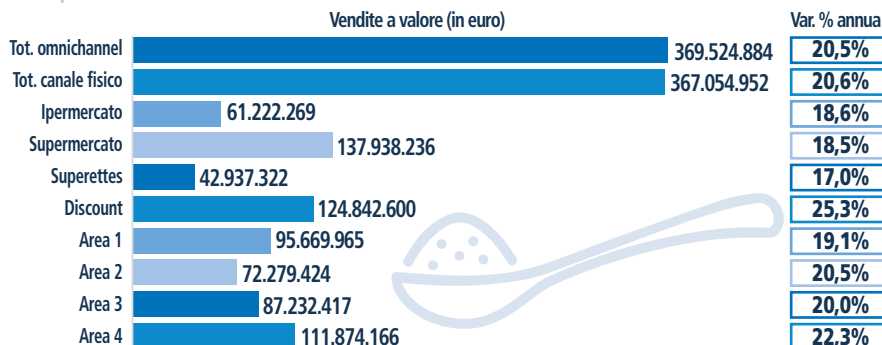 Vendite a valore (in euro) Var. % annua
Tot. omnichannel 369.524.884 20,5%
Tot. canale fisico 367.054.952 20,6%
Ipermercato 61.222.269 18,6%
Supermercato 137.938.236 18,5%
Superettes 42.937.322 17,0%
Discount 124.842.600 25,3%
Area 1 95.669.965 19,1%
Area 2 72.279.424 20,5%
Area 3 87.232.417 20,0%
Area 4 111.874.166 22,3%